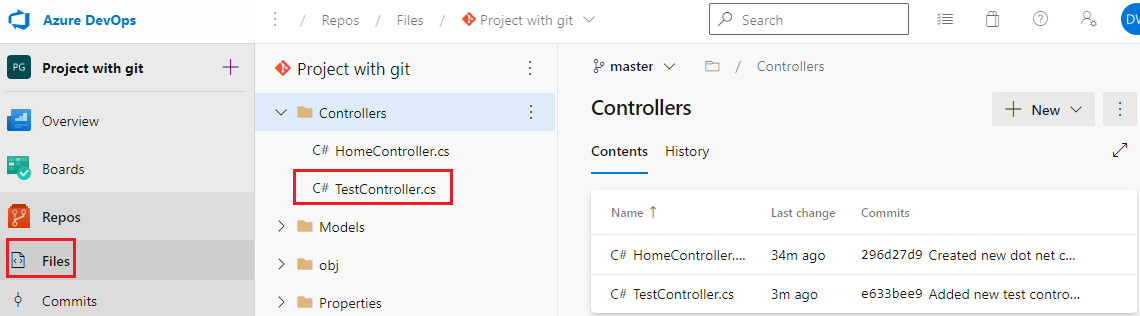 Azure DevOps
/ Repos / Files / Project with git
Search
DV
PG Project with git
Overview
Boards
Repos
Files
Commits
Project with git
Controllers
C# HomeController.cs
C# TestController.cs
Models
obj
Properties
master / Controllers
Controllers
New
Contents History
Name ↑ Last change Commits
C# HomeController.... 34m ago 296d27d9 Created new dot net c...
C# TestController.cs 3m ago e633bee9 Added new test contro...